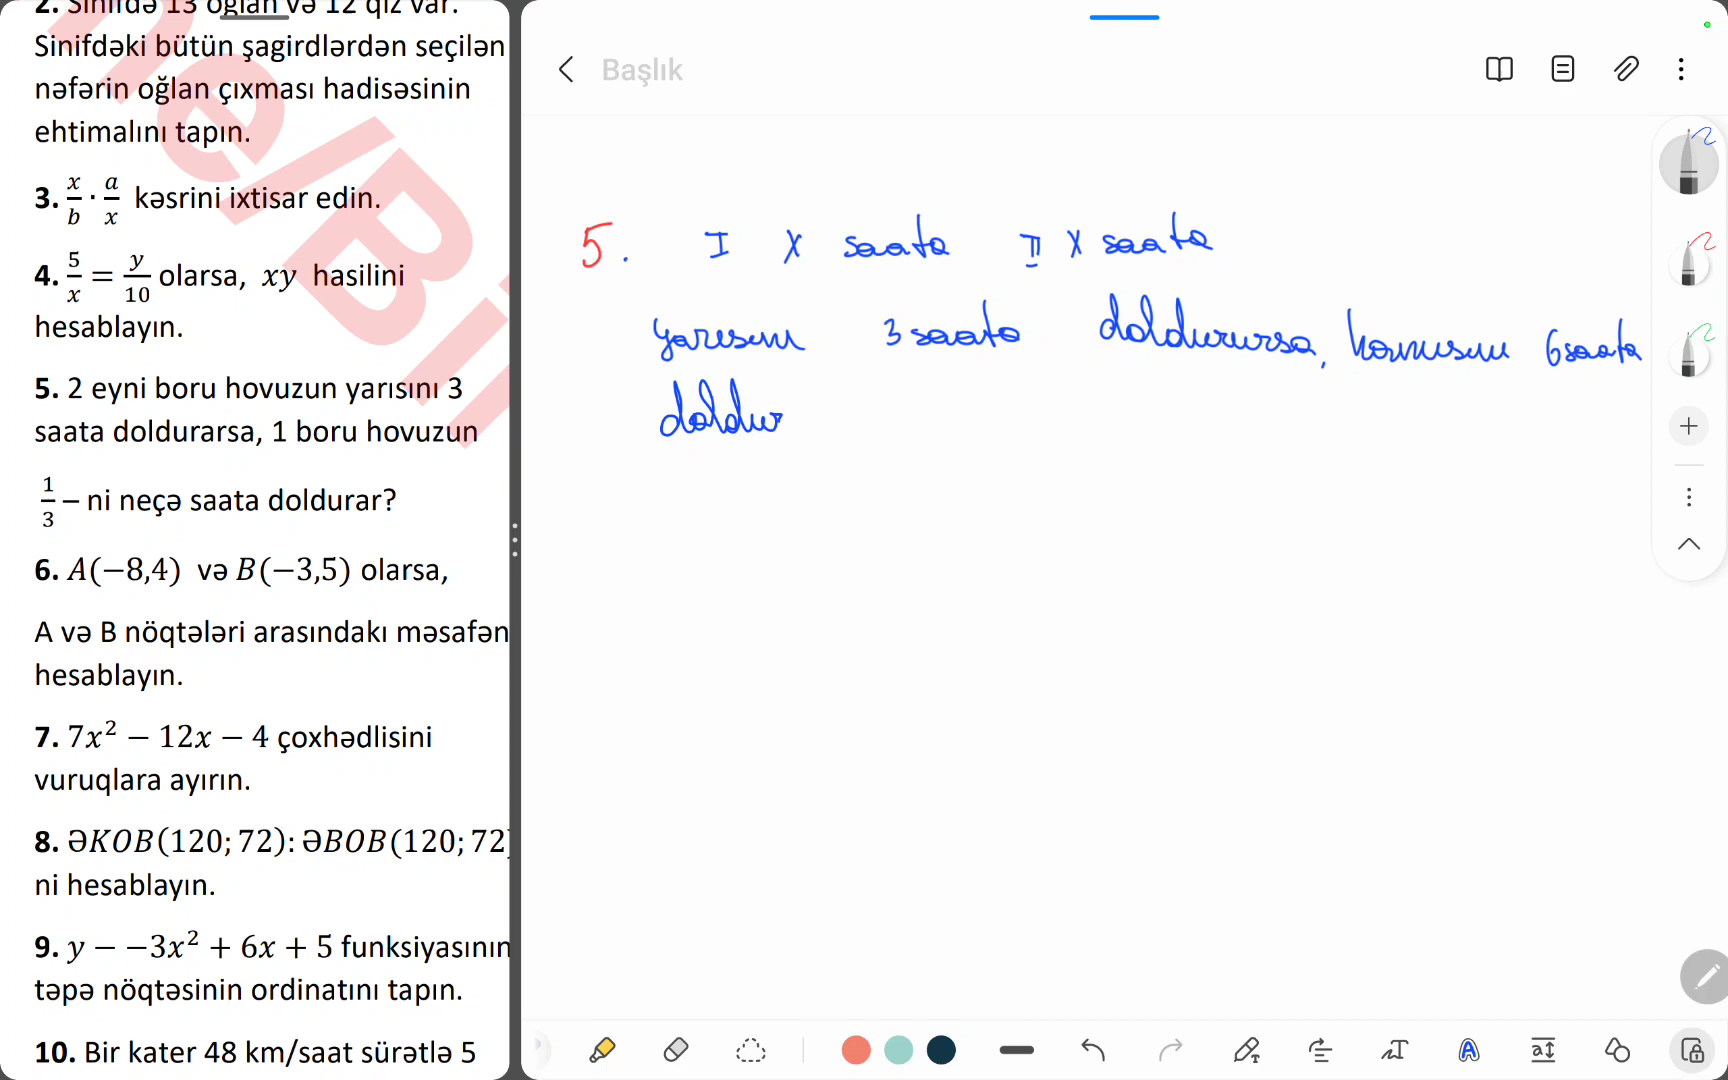 2. Sinifdə 13 oğlan və 12 qız var.
Sinifdəki bütün şagirdlərdən seçilən
nəfərin oğlan çıxması hadisəsinin
ehtimalını tapın.
3. x/b · a/x kəsrini ixtisar edin.
4. 5/x = y/10 olarsa, xy hasilini
hesablayın.
5. 2 eyni boru hovuzun yarısını 3
saata doldurarsa, 1 boru hovuzun
1/3 – ni neçə saata doldurar?
6. A(−8,4) və B(−3,5) olarsa,
A və B nöqtələri arasındakı məsafən
hesablayın.
7. 7x² − 12x − 4 çoxhədlisini
vuruqlara ayırın.
8. ƏKOB(120; 72): ƏBOB(120; 72)
ni hesablayın.
9. y − −3x² + 6x + 5 funksiyasının
təpə nöqtəsinin ordinatını tapın.
10. Bir kater 48 km/saat sürətlə 5
ne/Bi
Başlık
5. I x saata II x saata
yarısını 3 saata doldurursa, hamısını 6 saata
doldur